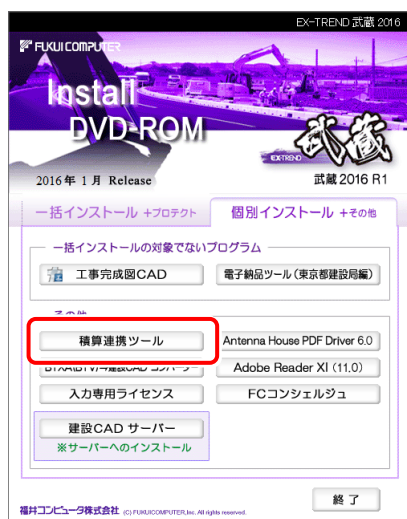 EX-TREND 武蔵 2016
FUKUI COMPUTER
Install
DVD-ROM
EX-TREND
武蔵
2016年 1月 Release
武蔵 2016 R1
一括インストール +プロテクト
個別インストール +その他
一括インストールの対象でないプログラム
工事完成図CAD
電子納品ツール(東京都建設局編)
その他
積算連携ツール
Antenna House PDF Driver 6.0
Adobe Reader XI (11.0)
入力専用ライセンス
FCコンシェルジュ
建設CAD サーバー
※サーバーへのインストール
終了
福井コンピュータ株式会社 (C) FUKUICOMPUTER,Inc. All rights reserved.